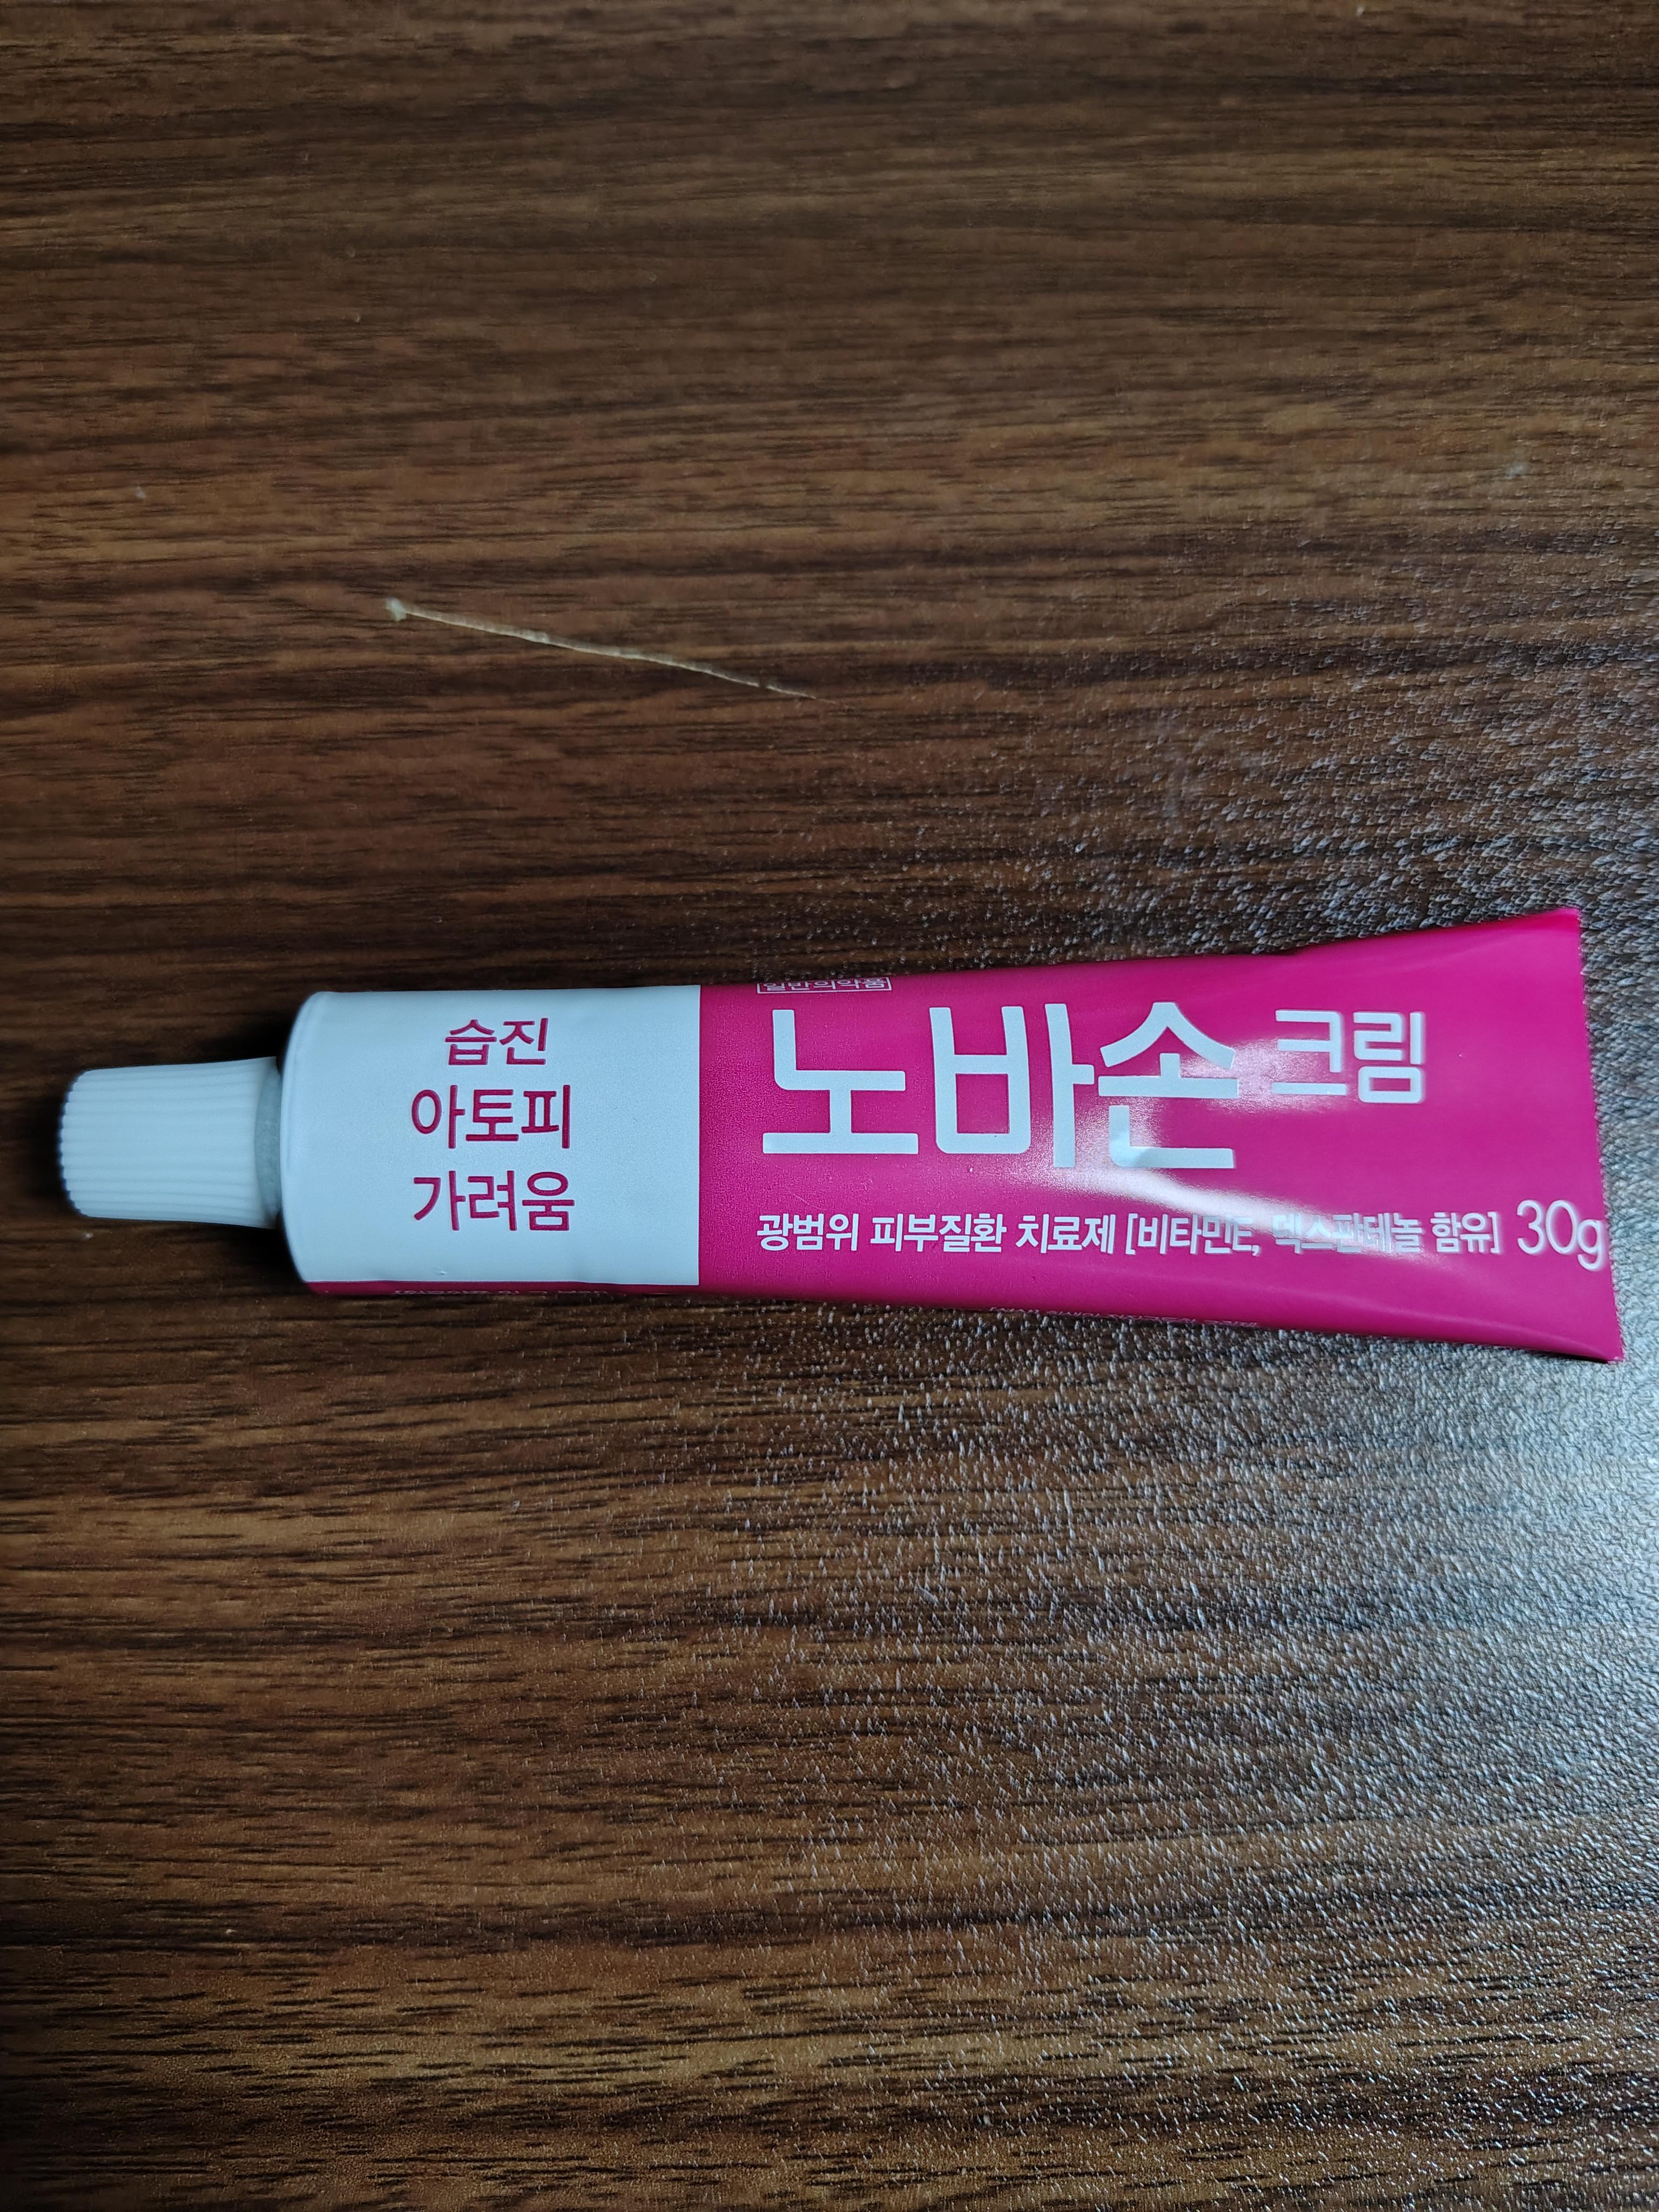 습진
아토피
가려움
일반의약품
노바손 크림
광범위 피부질환 치료제 [비타민E, 덱스판테놀 함유] 30g